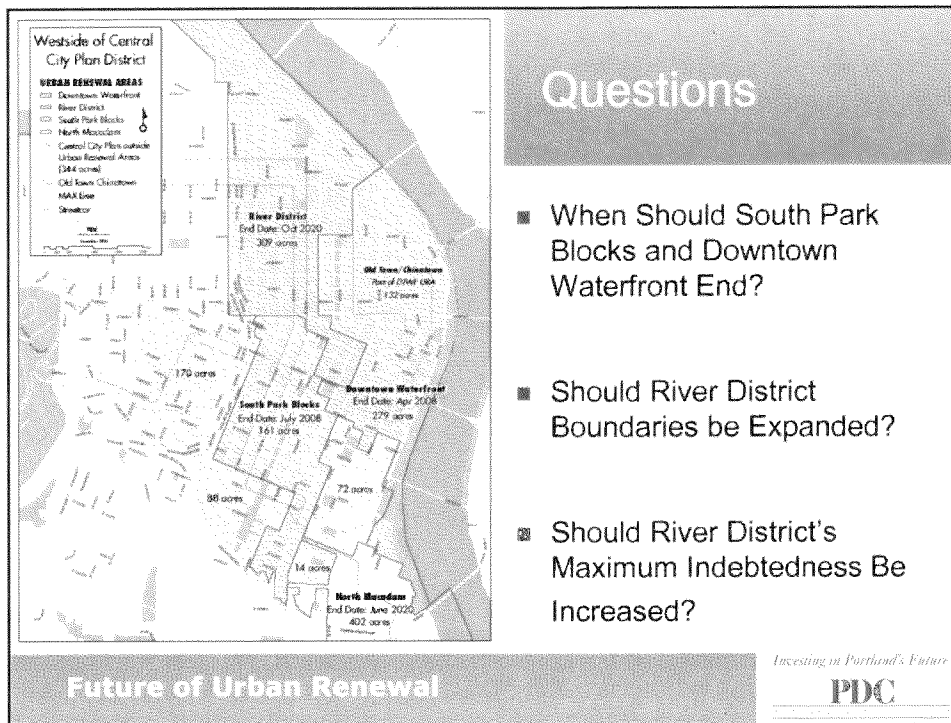 Westside of Central
City Plan District
URBAN RENEWAL AREAS
Downtown Waterfront
River District
South Park Blocks
North Macadam
Central City Plan outside
Urban Renewal Areas
(344 acres)
Old Town Chinatown
MAX Line
Streetcar
River District
End Date: Oct 2020
309 acres
Old Town/Chinatown
Part of DTWF URA
132 acres
170 acres
South Park Blocks
End Date: July 2008
161 acres
Downtown Waterfront
End Date: Apr 2008
279 acres
88 acres
72 acres
14 acres
North Macadam
End Date: June 2020
402 acres
Questions
■ When Should South Park
Blocks and Downtown
Waterfront End?
■ Should River District
Boundaries be Expanded?
■ Should River District's
Maximum Indebtedness Be
Increased?
Future of Urban Renewal
Investing in Portland's Future
PDC